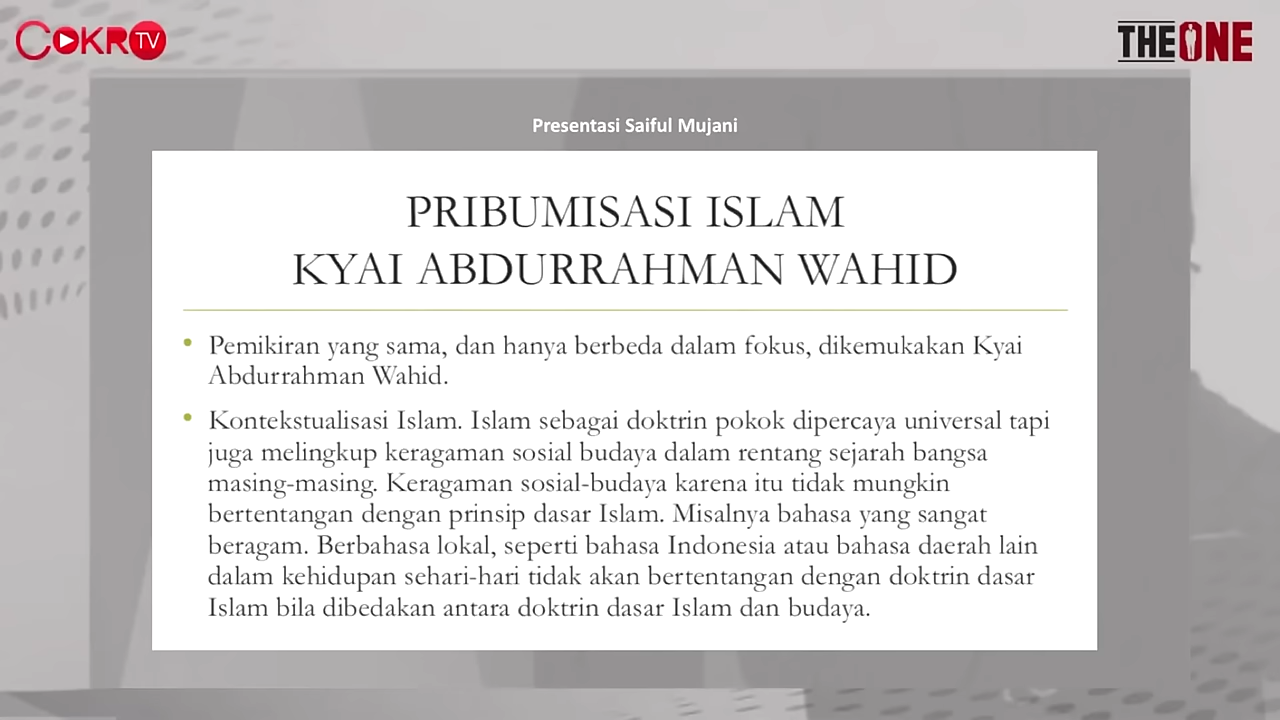 COKRO TV
THE ONE
Presentasi Saiful Mujani
PRIBUMISASI ISLAM
KYAI ABDURRAHMAN WAHID
• Pemikiran yang sama, dan hanya berbeda dalam fokus, dikemukakan Kyai
Abdurrahman Wahid.
• Kontekstualisasi Islam. Islam sebagai doktrin pokok dipercaya universal tapi
juga melingkup keragaman sosial budaya dalam rentang sejarah bangsa
masing-masing. Keragaman sosial-budaya karena itu tidak mungkin
bertentangan dengan prinsip dasar Islam. Misalnya bahasa yang sangat
beragam. Berbahasa lokal, seperti bahasa Indonesia atau bahasa daerah lain
dalam kehidupan sehari-hari tidak akan bertentangan dengan doktrin dasar
Islam bila dibedakan antara doktrin dasar Islam dan budaya.